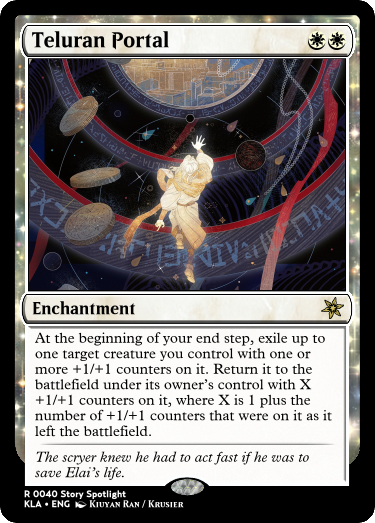 Teluran Portal
Enchantment
At the beginning of your end step, exile up to
one target creature you control with one or
more +1/+1 counters on it. Return it to the
battlefield under its owner's control with X
+1/+1 counters on it, where X is 1 plus the
number of +1/+1 counters that were on it as it
left the battlefield.
The scryer knew he had to act fast if he was to
save Elai's life.
R 0040 Story Spotlight
KLA • ENG Kiuyan Ran / Krusier